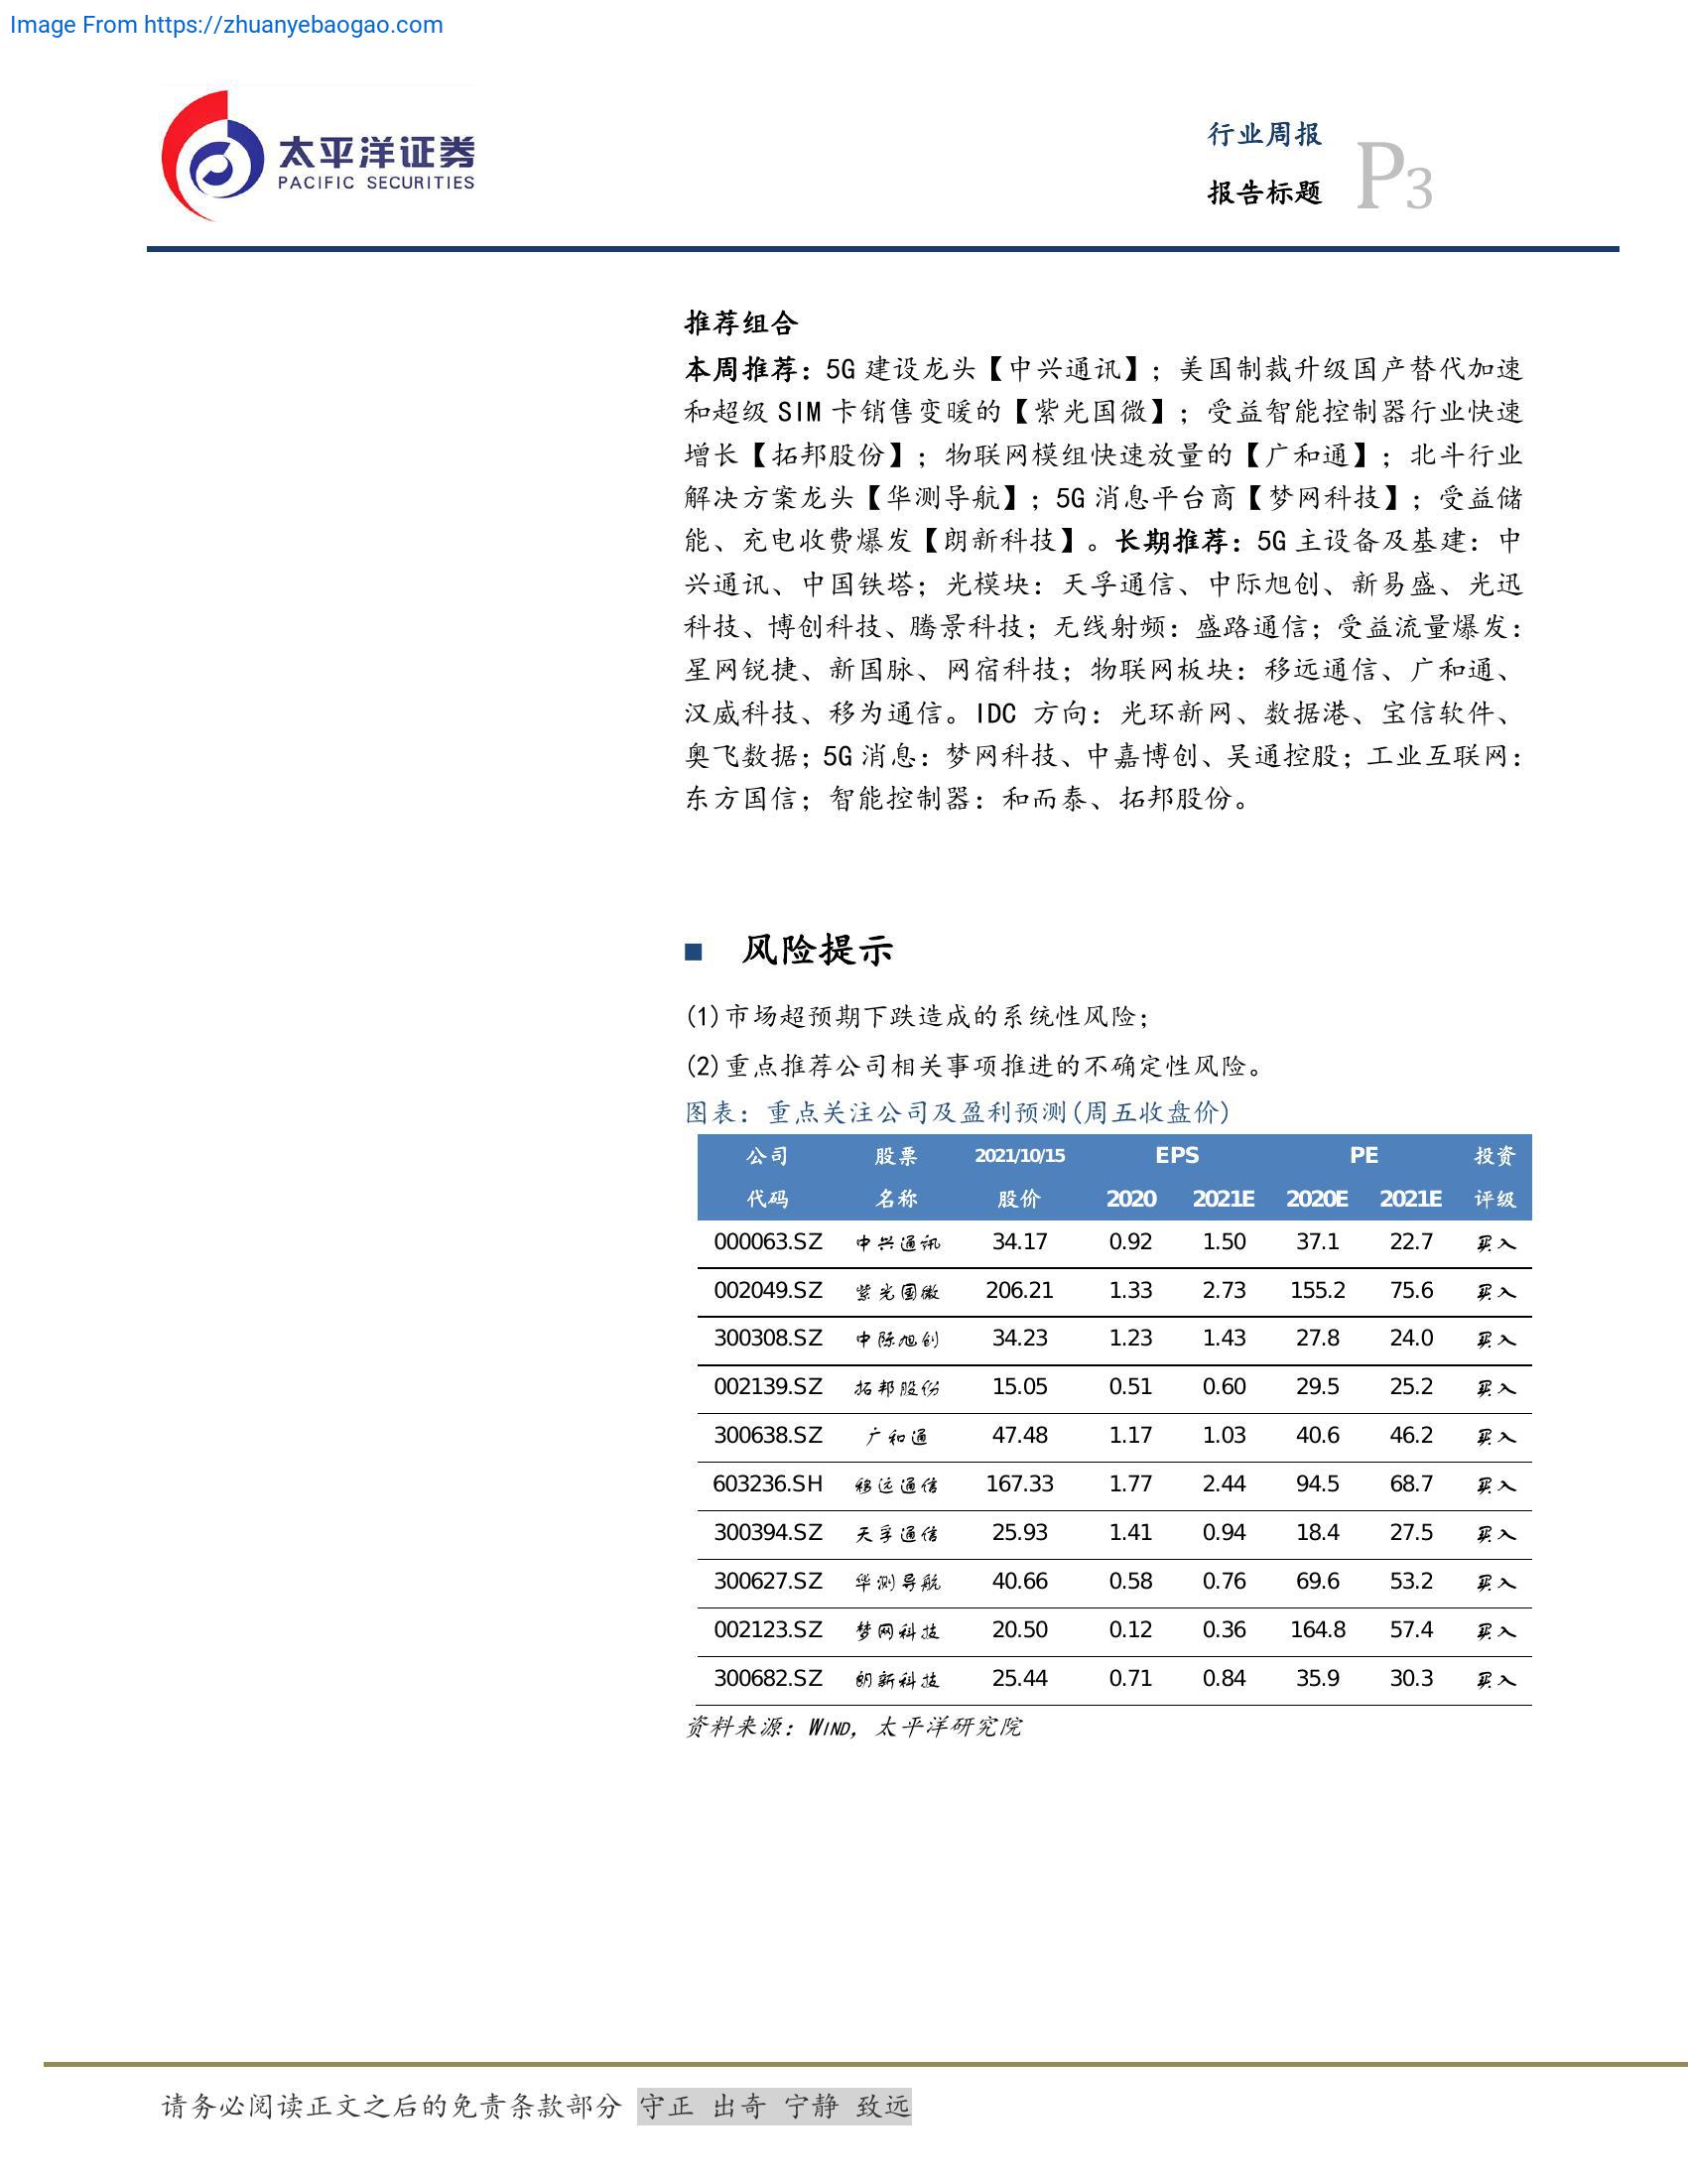 Image From https://zhuanyebaogao.com
太平洋证券
PACIFIC SECURITIES
行业周报
报告标题
P3
推荐组合
本周推荐：5G 建设龙头【中兴通讯】；美国制裁升级国产替代加速
和超级 SIM 卡销售变暖的【紫光国微】；受益智能控制器行业快速
增长【拓邦股份】；物联网模组快速放量的【广和通】；北斗行业
解决方案龙头【华测导航】；5G 消息平台商【梦网科技】；受益储
能、充电收费爆发【朗新科技】。长期推荐：5G 主设备及基建：中
兴通讯、中国铁塔；光模块：天孚通信、中际旭创、新易盛、光迅
科技、博创科技、腾景科技；无线射频：盛路通信；受益流量爆发：
星网锐捷、新国脉、网宿科技；物联网板块：移远通信、广和通、
汉威科技、移为通信。IDC 方向：光环新网、数据港、宝信软件、
奥飞数据；5G 消息：梦网科技、中嘉博创、吴通控股；工业互联网：
东方国信；智能控制器：和而泰、拓邦股份。
■ 风险提示
(1)市场超预期下跌造成的系统性风险；
(2)重点推荐公司相关事项推进的不确定性风险。
图表：重点关注公司及盈利预测(周五收盘价)
公司 股票 2021/10/15 EPS PE 投资
代码 名称 股价 2020 2021E 2020E 2021E 评级
000063.SZ 中兴通讯 34.17 0.92 1.50 37.1 22.7 买入
002049.SZ 紫光国微 206.21 1.33 2.73 155.2 75.6 买入
300308.SZ 中际旭创 34.23 1.23 1.43 27.8 24.0 买入
002139.SZ 拓邦股份 15.05 0.51 0.60 29.5 25.2 买入
300638.SZ 广和通 47.48 1.17 1.03 40.6 46.2 买入
603236.SH 移远通信 167.33 1.77 2.44 94.5 68.7 买入
300394.SZ 天孚通信 25.93 1.41 0.94 18.4 27.5 买入
300627.SZ 华测导航 40.66 0.58 0.76 69.6 53.2 买入
002123.SZ 梦网科技 20.50 0.12 0.36 164.8 57.4 买入
300682.SZ 朗新科技 25.44 0.71 0.84 35.9 30.3 买入
资料来源：WIND，太平洋研究院
请务必阅读正文之后的免责条款部分 守正 出奇 宁静 致远